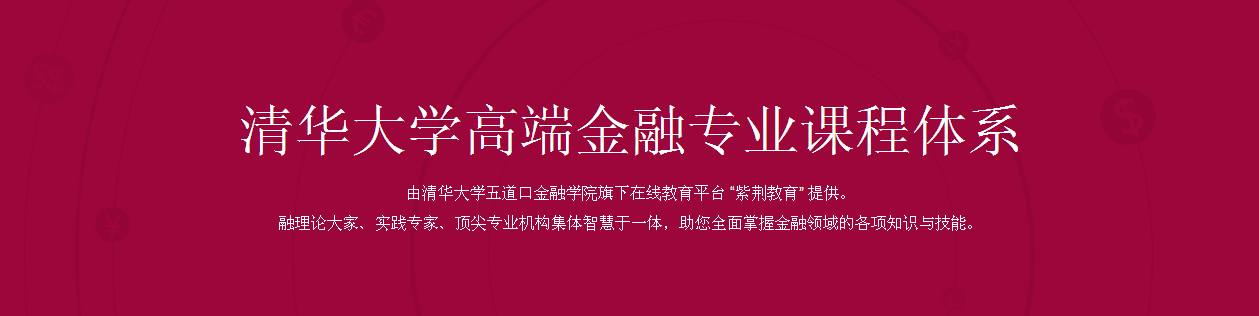 清华大学高端金融专业课程体系
由清华大学五道口金融学院旗下在线教育平台 “紫荆教育” 提供。
融理论大家、实践专家、顶尖专业机构集体智慧于一体，助您全面掌握金融领域的各项知识与技能。